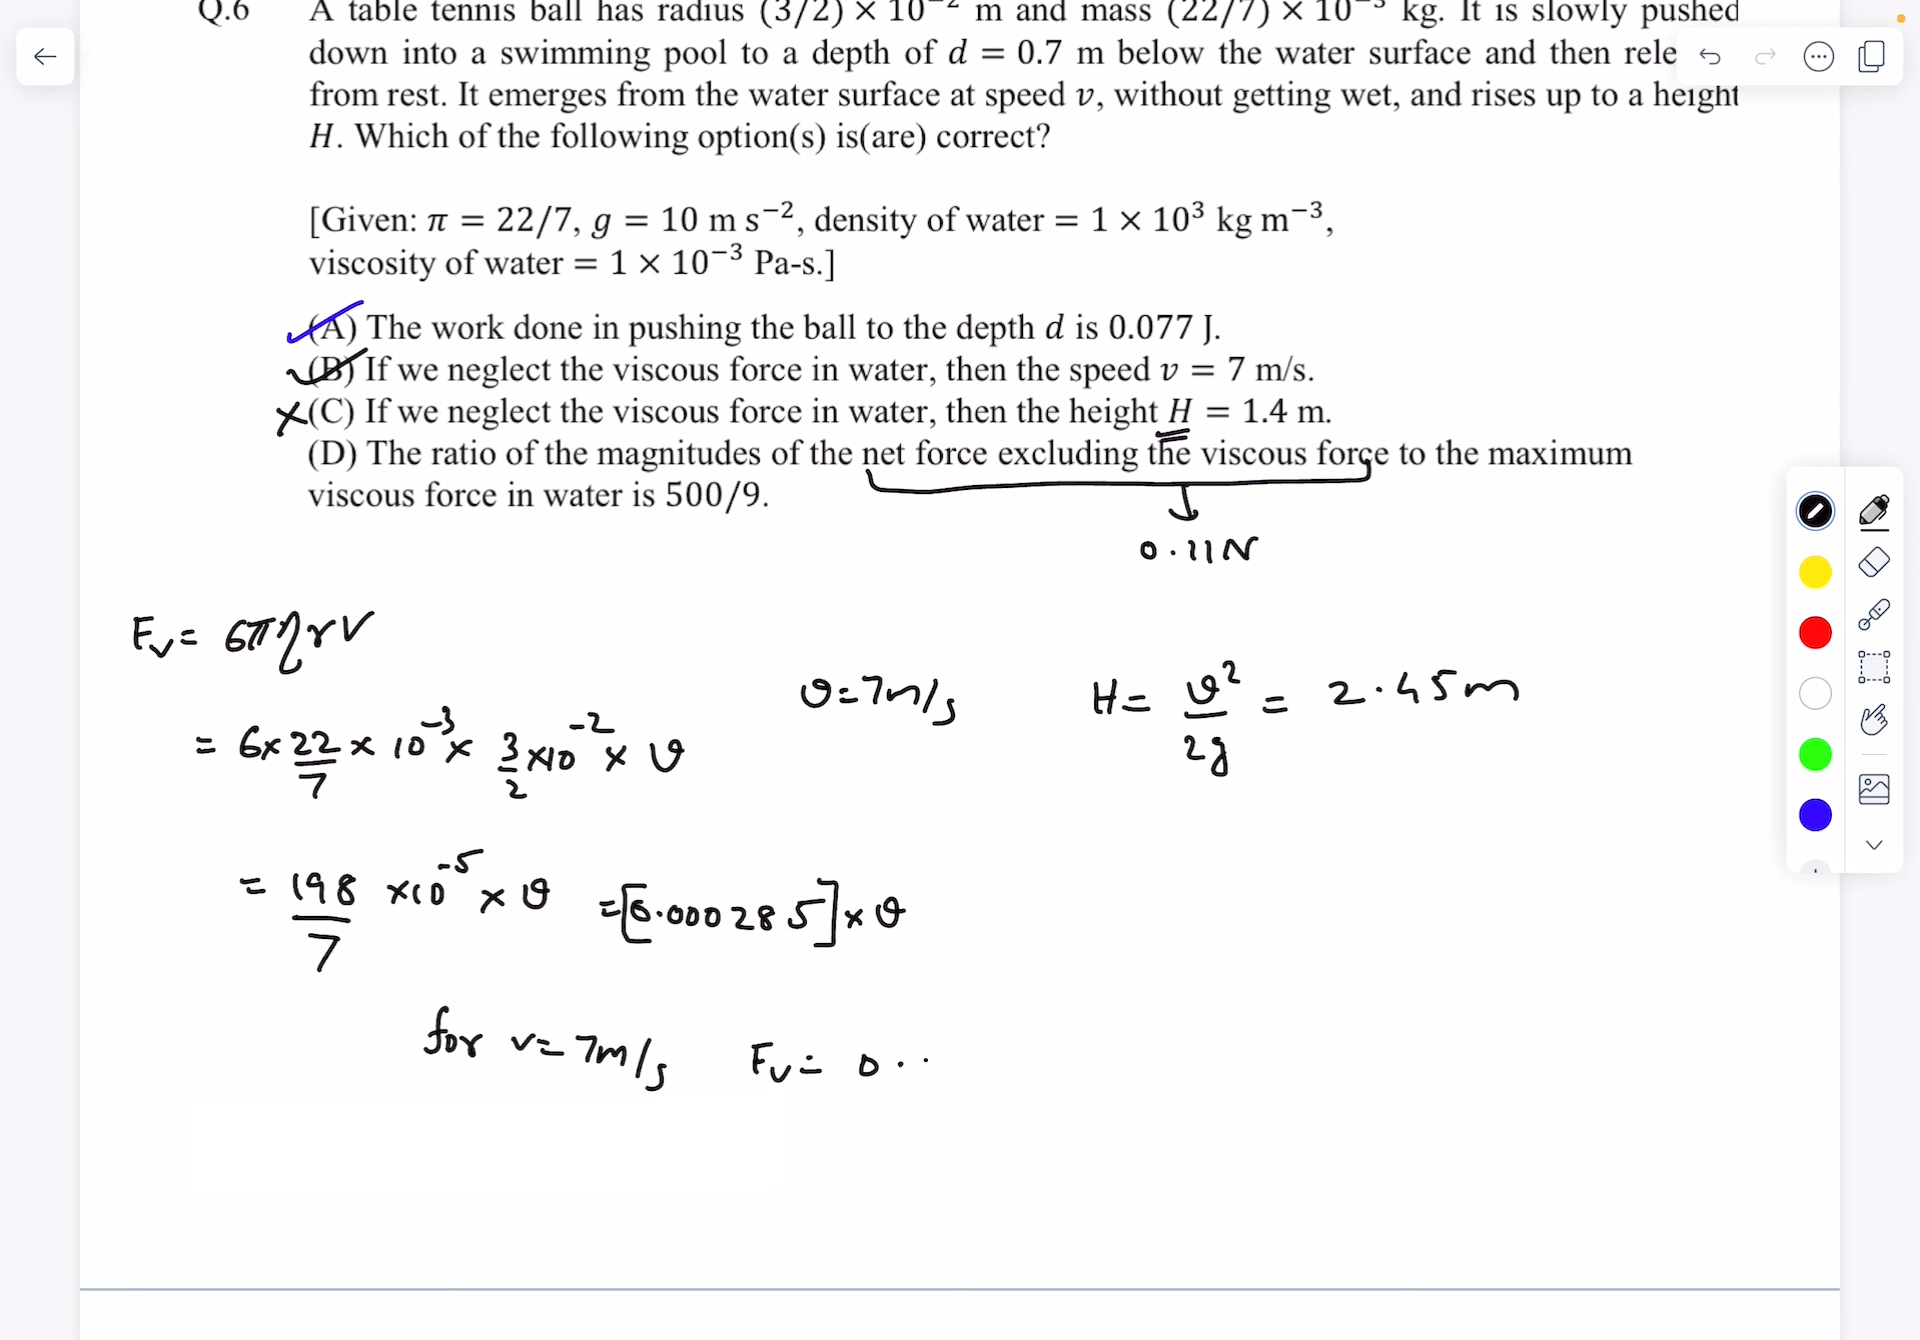 Q.6 A table tennis ball has radius (3/2) × 10⁻² m and mass (22/7) × 10⁻³ kg. It is slowly pushed
down into a swimming pool to a depth of d = 0.7 m below the water surface and then rele
from rest. It emerges from the water surface at speed v, without getting wet, and rises up to a height
H. Which of the following option(s) is(are) correct?
[Given: π = 22/7, g = 10 m s⁻², density of water = 1 × 10³ kg m⁻³,
viscosity of water = 1 × 10⁻³ Pa-s.]
(A) The work done in pushing the ball to the depth d is 0.077 J.
(B) If we neglect the viscous force in water, then the speed v = 7 m/s.
×(C) If we neglect the viscous force in water, then the height H = 1.4 m.
(D) The ratio of the magnitudes of the net force excluding the viscous force to the maximum
viscous force in water is 500/9.
0.11N
Fᵥ = 6πηrv
v=7m/s
H = v²/2g = 2.45m
= 6×22/7 × 10⁻³ × 3/2 ×10⁻² × v
= 198/7 ×10⁻⁵ × v =[0.000285]×v
for v=7m/s Fᵥ= 0..